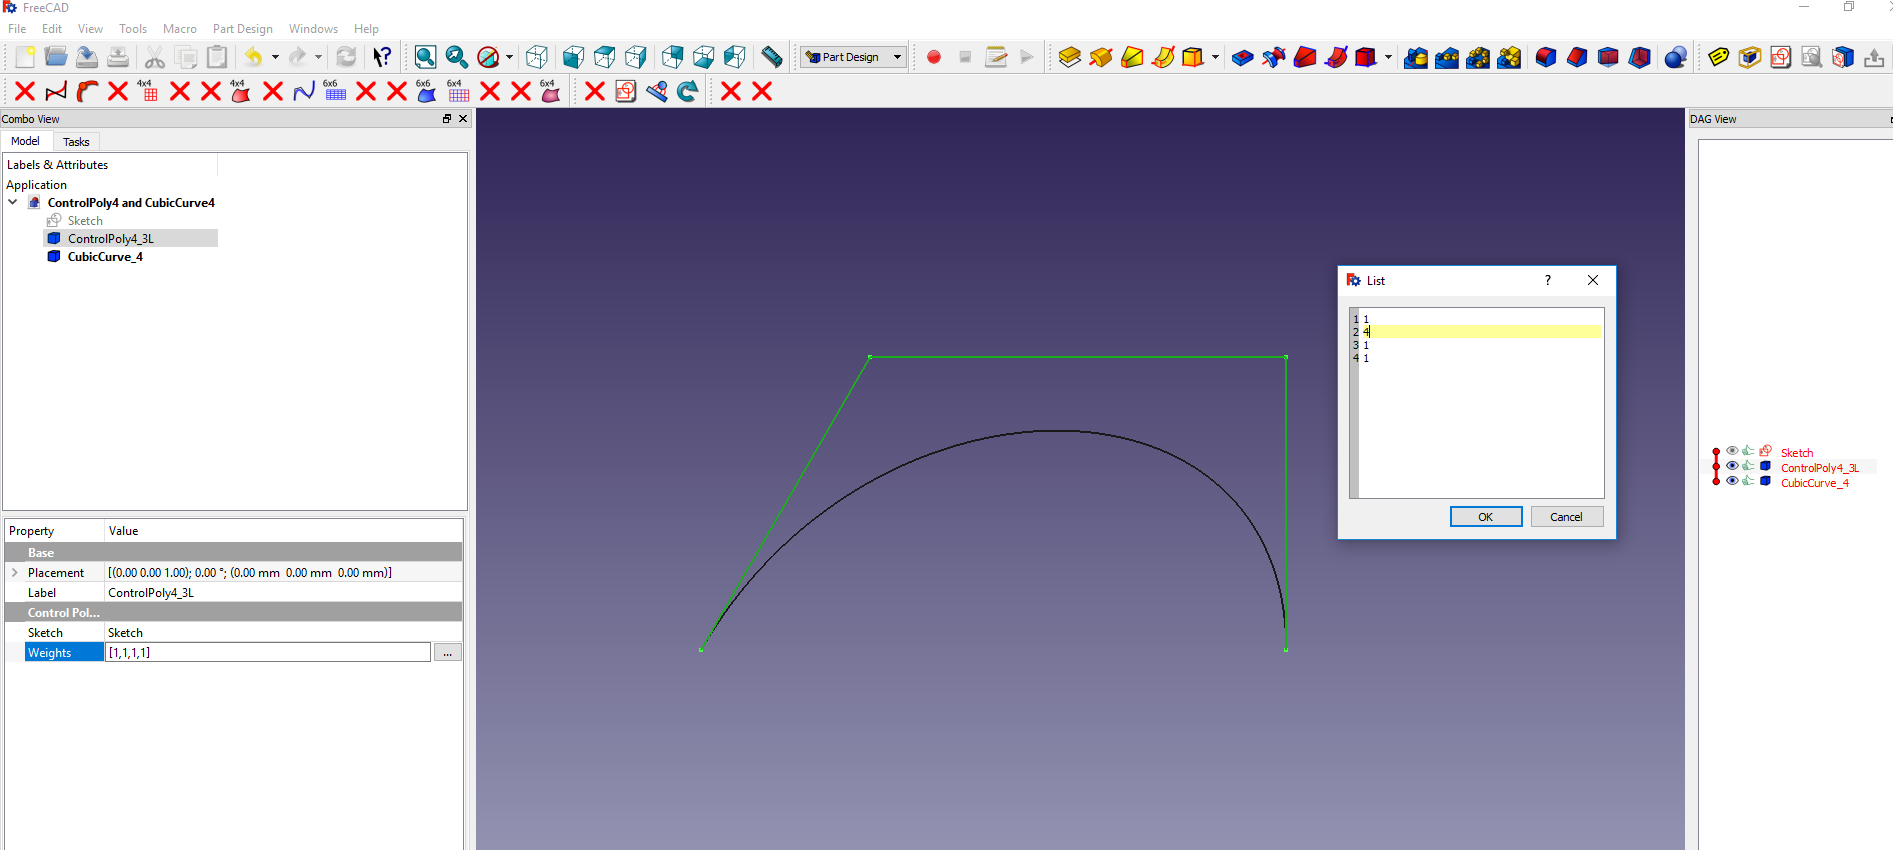 FreeCAD
File Edit View Tools Macro Part Design Windows Help
Part Design
4x4 4x4 6x6 6x6 6x4 6x4
Combo View
Model Tasks
Labels & Attributes
Application
ControlPoly4 and CubicCurve4
Sketch
ControlPoly4_3L
CubicCurve_4
Property Value
Base
Placement [(0.00 0.00 1.00); 0.00 °; (0.00 mm 0.00 mm 0.00 mm)]
Label ControlPoly4_3L
Control Pol...
Sketch Sketch
Weights [1,1,1,1] ...
List ?
1 1
2 4
3 1
4 1
OK Cancel
DAG View
Sketch
ControlPoly4_3L
CubicCurve_4